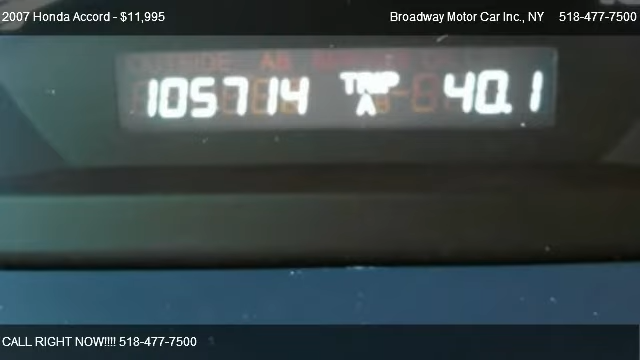 2007 Honda Accord - $11,995 Broadway Motor Car Inc., NY 518-477-7500
OUTSIDE
105714 TRIP A 40.1
CALL RIGHT NOW!!!! 518-477-7500